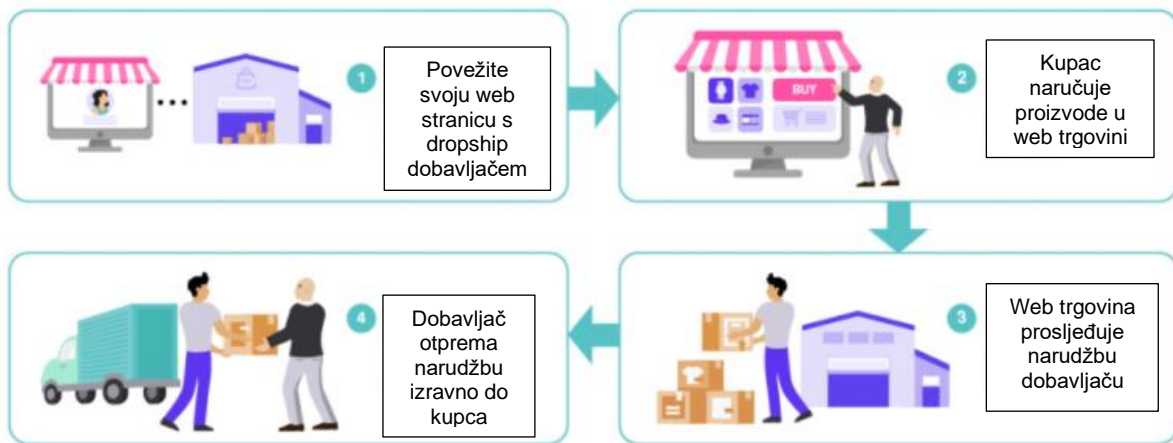 1
Povežite
svoju web
stranicu s
dropship
dobavljačem
BUY
2
Kupac
naručuje
proizvode u
web trgovini
3
Web trgovina
prosljeđuje
narudžbu
dobavljaču
4
Dobavljač
otprema
narudžbu
izravno do
kupca